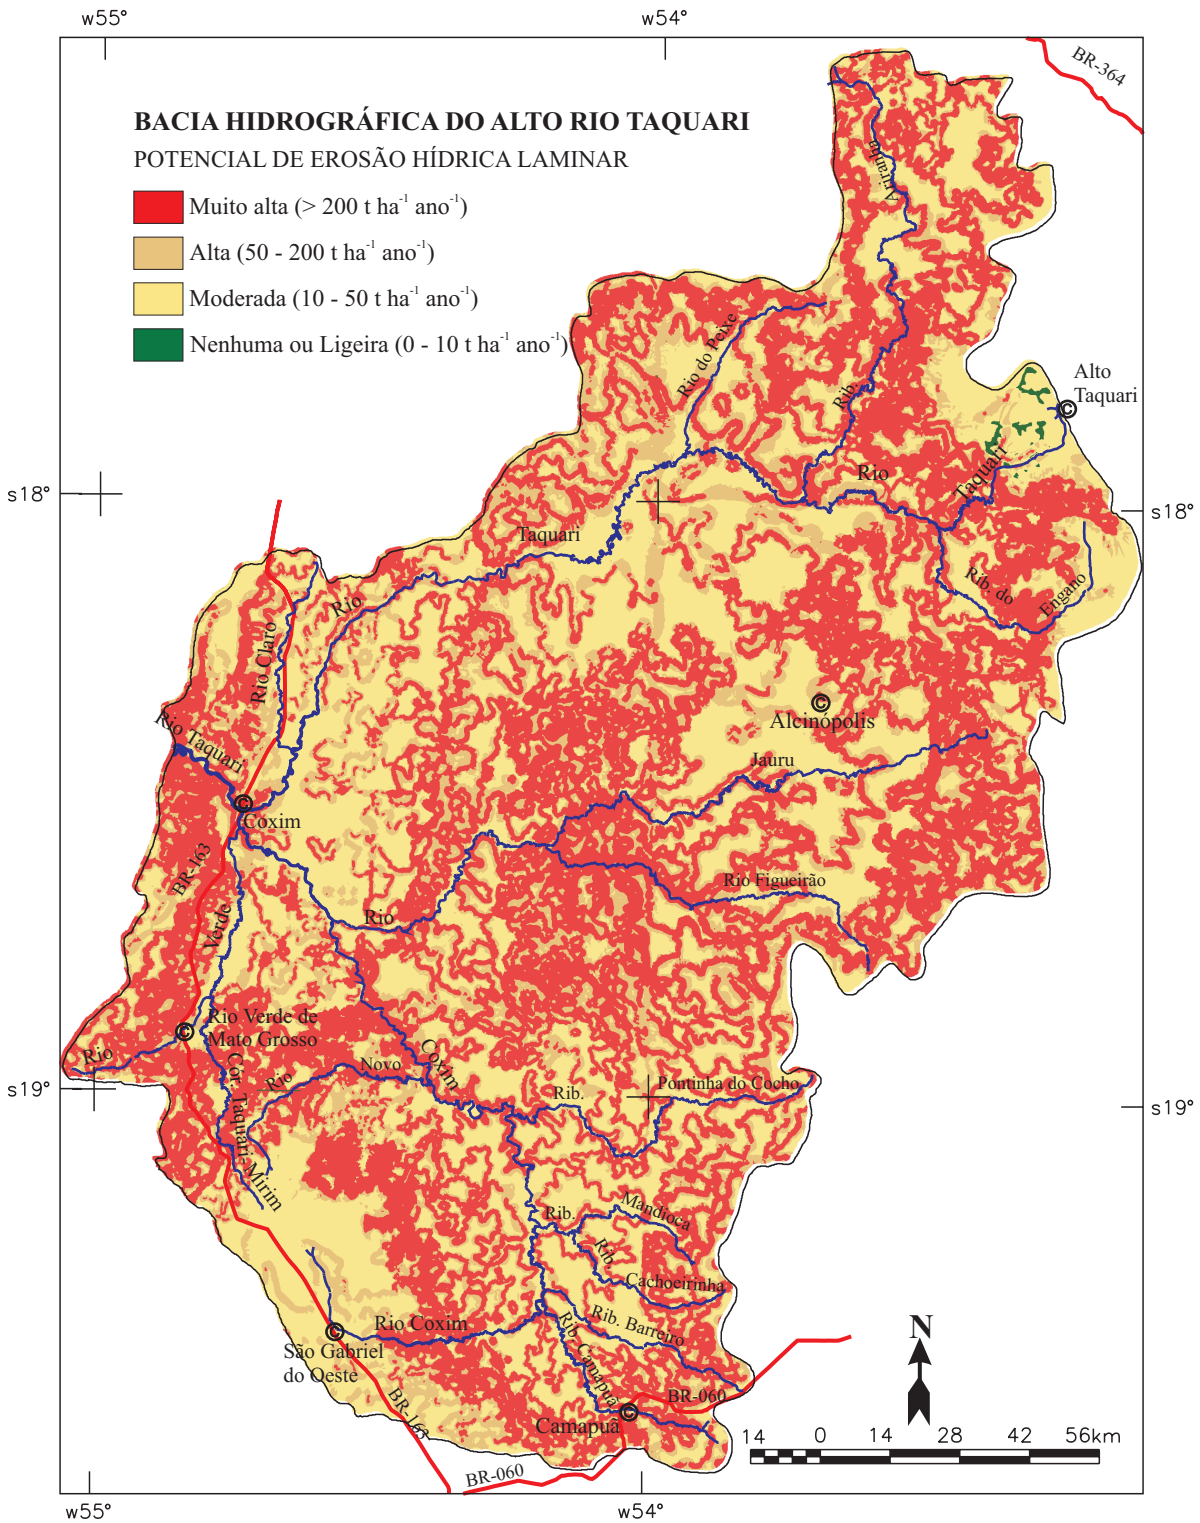 w55°
w54°
BR-364
BACIA HIDROGRÁFICA DO ALTO RIO TAQUARI
POTENCIAL DE EROSÃO HÍDRICA LAMINAR
Muito alta (> 200 t ha-1 ano-1)
Alta (50 - 200 t ha-1 ano-1)
Moderada (10 - 50 t ha-1 ano-1)
Nenhuma ou Ligeira (0 - 10 t ha-1 ano-1)
Ariranha
Rio do Peixe
Rib.
Alto
Taquari
©
Rio
Taquari
s18°
s18°
Taquari
Rio
Rib. do
Engano
Rio Claro
Rio Taquari
©
Alcinópolis
Jauru
©
Coxim
BR-163
Rio Figueirão
Verde
Rio
©
Rio Verde de
Mato Grosso
Rio
Cór. Taquari-Mirim
Rio
Novo
Coxim
Rib.
Pontinha do Cocho
s19°
s19°
Rib.
Mandioca
Rib.
Cachoeirinha
Rib. Barreiro
Rib. Camapuã
Rio Coxim
©
São Gabriel
do Oeste
BR-163
BR-060
©
Camapuã
BR-060
N
14 0 14 28 42 56km
w55°
w54°